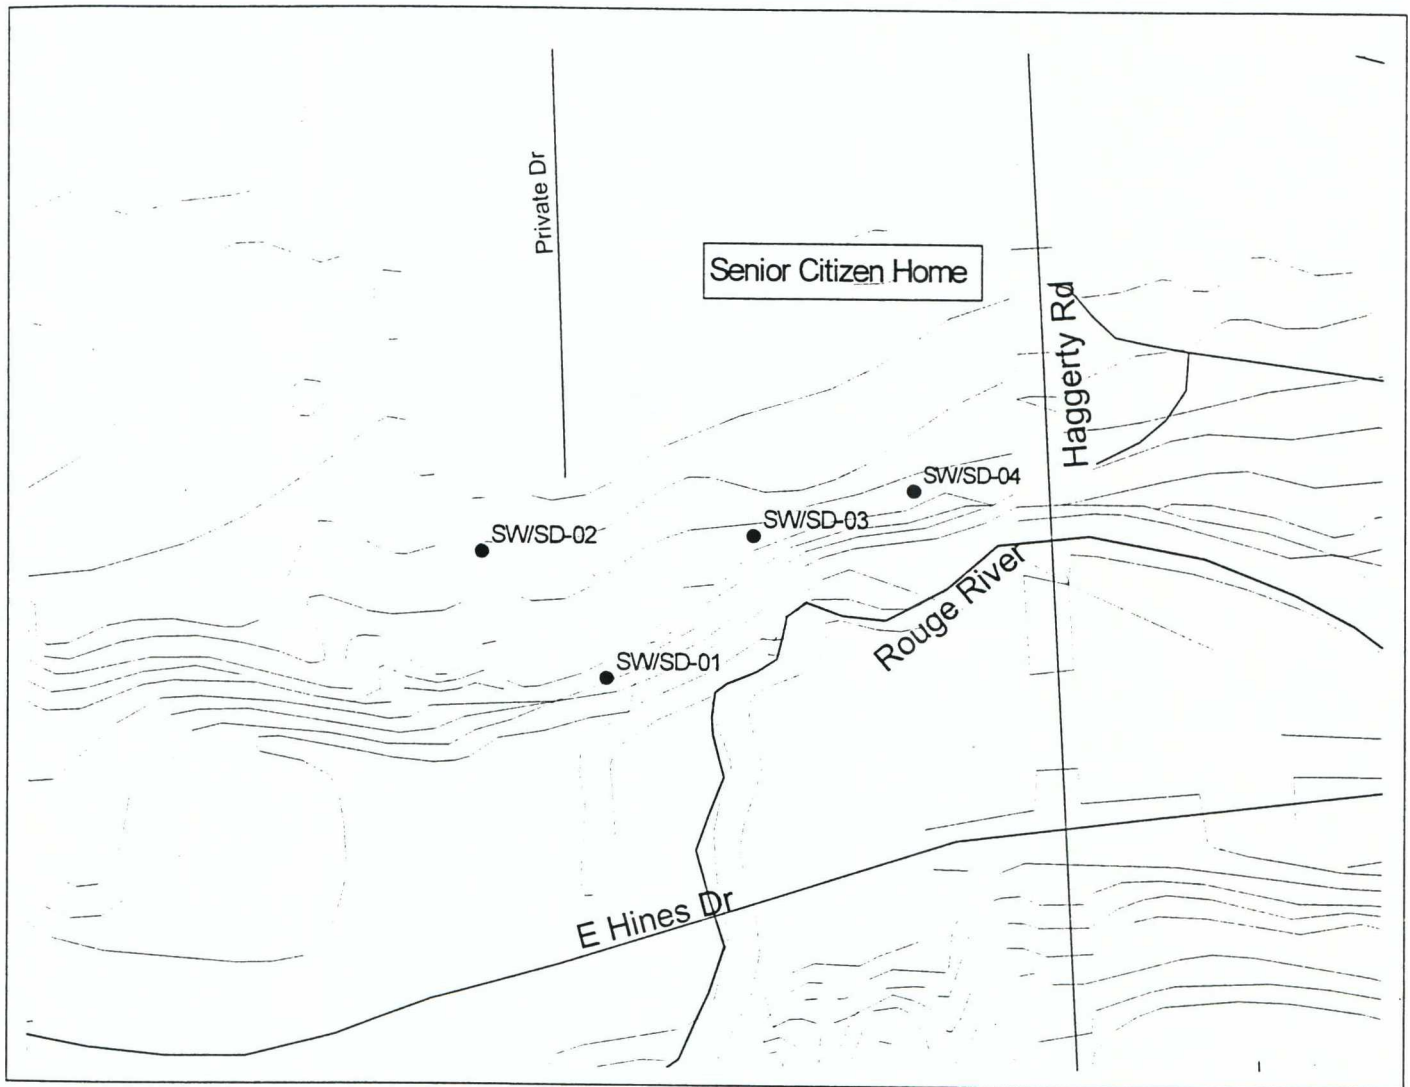 Private Dr
Senior Citizen Home
Haggerty Rd
SW/SD-04
SW/SD-03
SW/SD-02
Rouge River
SW/SD-01
E Hines Dr